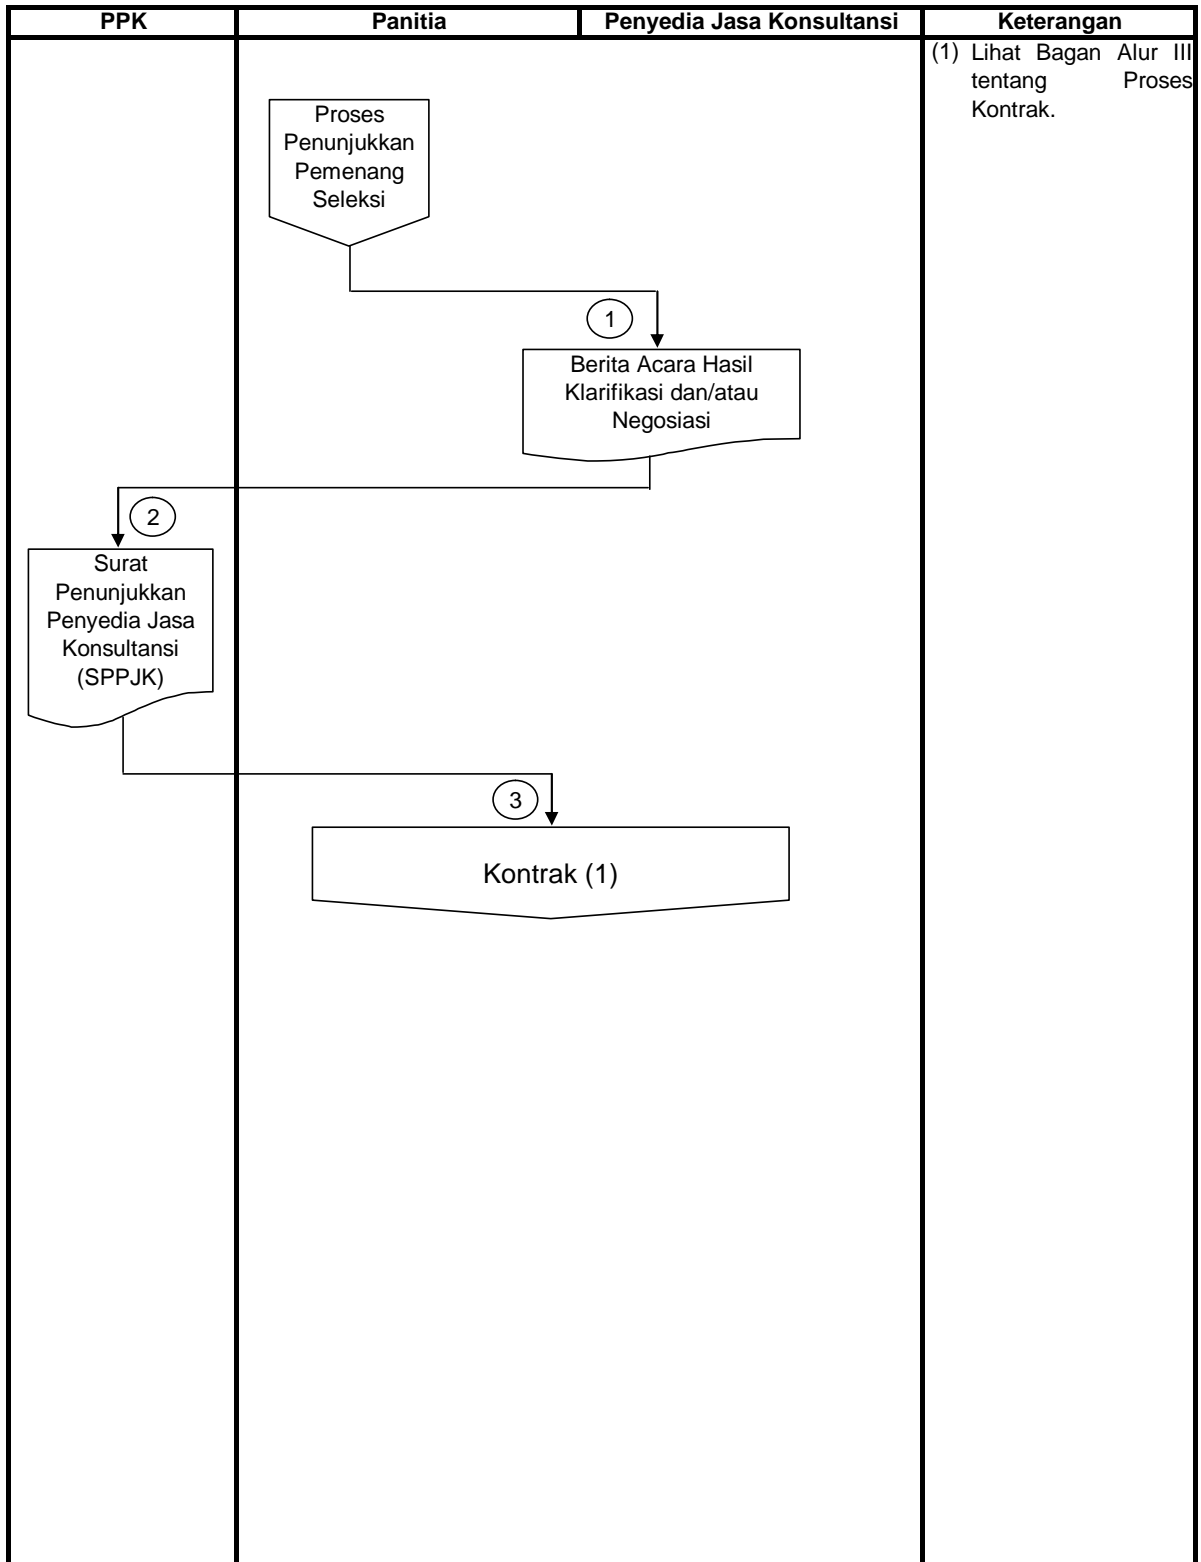 PPK Panitia Penyedia Jasa Konsultansi Keterangan
(1) Lihat Bagan Alur III
tentang Proses
Kontrak.
Proses
Penunjukkan
Pemenang
Seleksi
1
Berita Acara Hasil
Klarifikasi dan/atau
Negosiasi
2
Surat
Penunjukkan
Penyedia Jasa
Konsultansi
(SPPJK)
3
Kontrak (1)